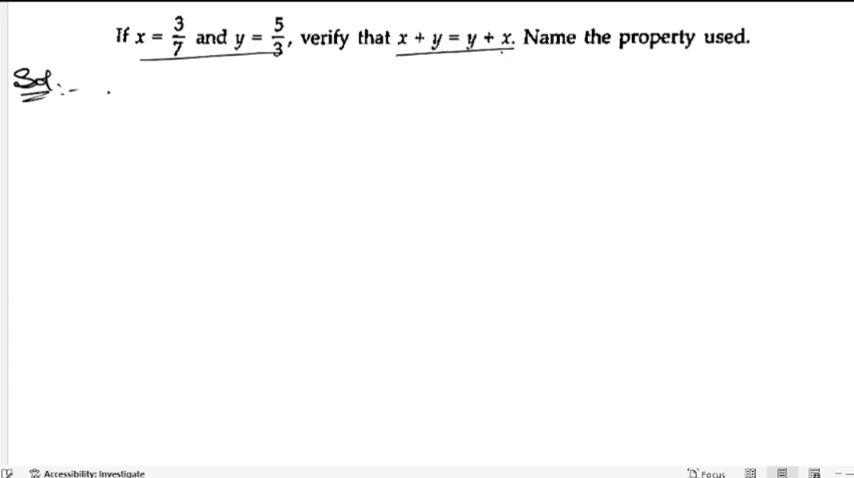 If x = 3/7 and y = 5/3, verify that x + y = y + x. Name the property used.
Sol:-
Accessibility: Investigate
Focus